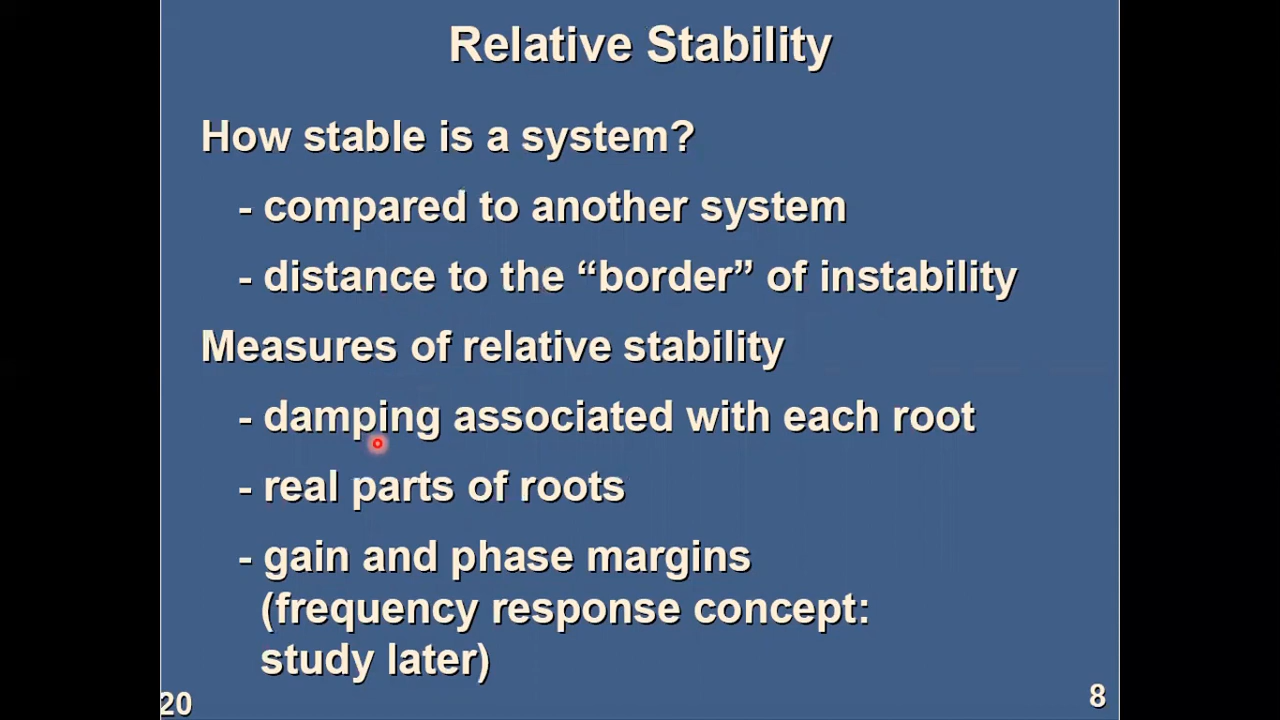 Relative Stability
How stable is a system?
- compared to another system
- distance to the “border” of instability
Measures of relative stability
- damping associated with each root
- real parts of roots
- gain and phase margins
(frequency response concept:
study later)
20
8